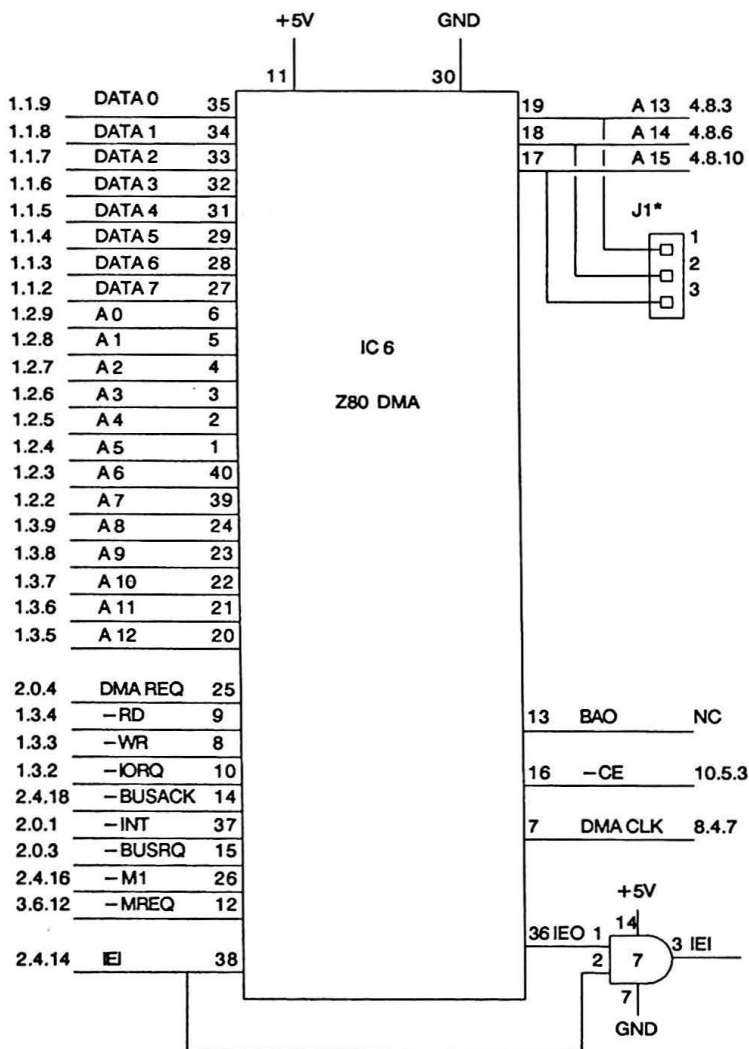 +5V GND
11 30
1.1.9 DATA 0 35 19 A 13 4.8.3
1.1.8 DATA 1 34 18 A 14 4.8.6
1.1.7 DATA 2 33 17 A 15 4.8.10
1.1.6 DATA 3 32
1.1.5 DATA 4 31 J1*
1.1.4 DATA 5 29 1
1.1.3 DATA 6 28 2
1.1.2 DATA 7 27 3
1.2.9 A 0 6
1.2.8 A 1 5 IC 6
1.2.7 A 2 4
1.2.6 A 3 3 Z80 DMA
1.2.5 A 4 2
1.2.4 A 5 1
1.2.3 A 6 40
1.2.2 A 7 39
1.3.9 A 8 24
1.3.8 A 9 23
1.3.7 A 10 22
1.3.6 A 11 21
1.3.5 A 12 20
2.0.4 DMA REQ 25
1.3.4 −RD 9 13 BAO NC
1.3.3 −WR 8
1.3.2 −IORQ 10 16 −CE 10.5.3
2.4.18 −BUSACK 14
2.0.1 −INT 37 7 DMA CLK 8.4.7
2.0.3 −BUSRQ 15
2.4.16 −M1 26 +5V
3.6.12 −MREQ 12 14
36 IEO 1 3 IEI
2.4.14 IEI 38 2 7
7
GND